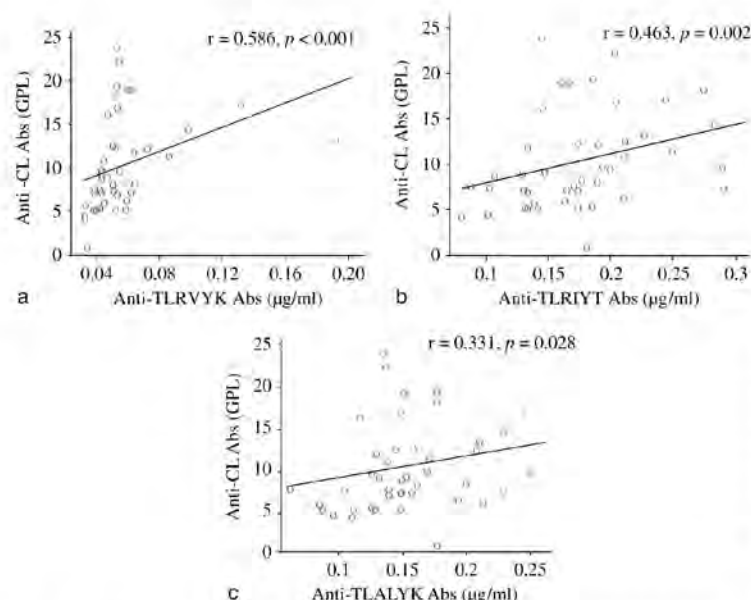 r = 0.586, p < 0.001
Anti -CL Abs (GPL)
25
20
15
10
5
0
0.04 0.08 0.12 0.16 0.20
a Anti-TLRVYK Abs (µg/ml)
r = 0.463, p = 0.002
Anti-CL Abs (GPL)
25
20
15
10
5
0
0.1 0.15 0.2 0.25 0.3
b Anti-TLRIYT Abs (µg/ml)
r = 0.331, p = 0.028
Anti-CL Abs (GPL)
25
20
15
10
5
0
0.1 0.15 0.2 0.25
c Anti-TLALYK Abs (µg/ml)